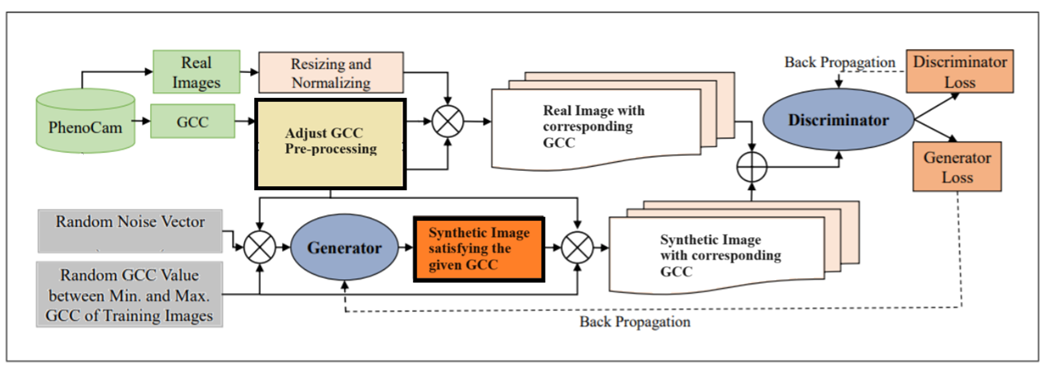 Real
Images
Resizing and
Normalizing
PhenoCam
GCC
Adjust GCC
Pre-processing
Real Image with
corresponding
GCC
Back Propagation
Discriminator
Discriminator
Loss
Generator
Loss
Random Noise Vector
Random GCC Value
between Min. and Max.
GCC of Training Images
Generator
Synthetic Image
satisfying the
given GCC
Synthetic Image
with corresponding
GCC
Back Propagation